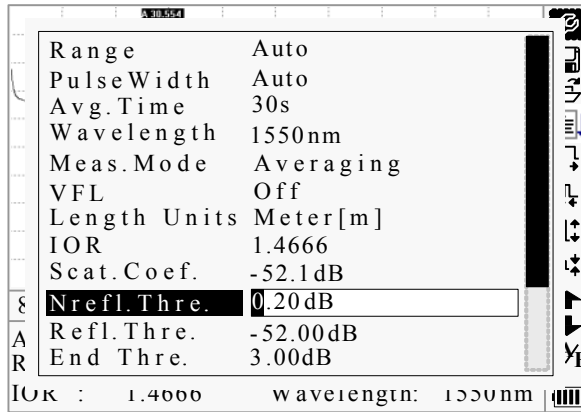 A 30.554
Range Auto
PulseWidth Auto
Avg.Time 30s
Wavelength 1550nm
Meas.Mode Averaging
VFL Off
Length Units Meter[m]
IOR 1.4666
Scat.Coef. -52.1dB
Nrefl.Thre. 0.20dB
Refl.Thre. -52.00dB
End Thre. 3.00dB
A
R
IOR : 1.4666 Wavelength: 1550nm